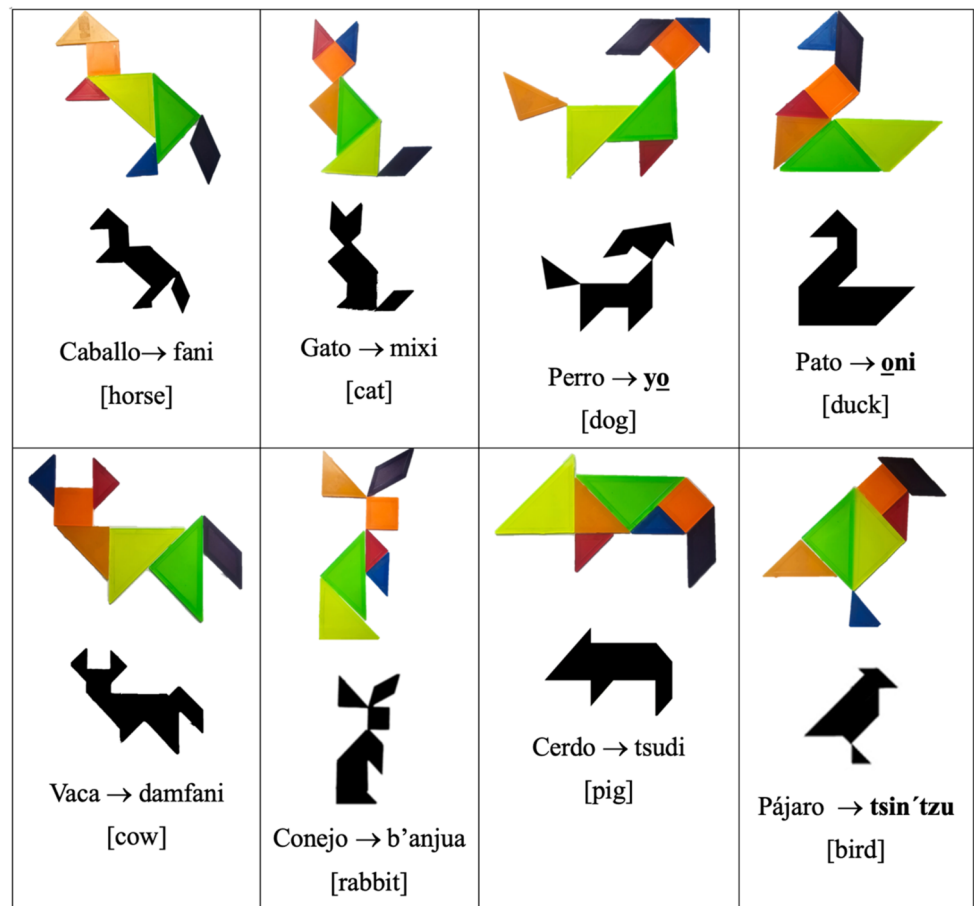 Caballo→ fani
[horse]
Gato → mixi
[cat]
Perro → yo
[dog]
Pato → oni
[duck]
Vaca → damfani
[cow]
Conejo → b’anjua
[rabbit]
Cerdo → tsudi
[pig]
Pájaro → tsin´tzu
[bird]